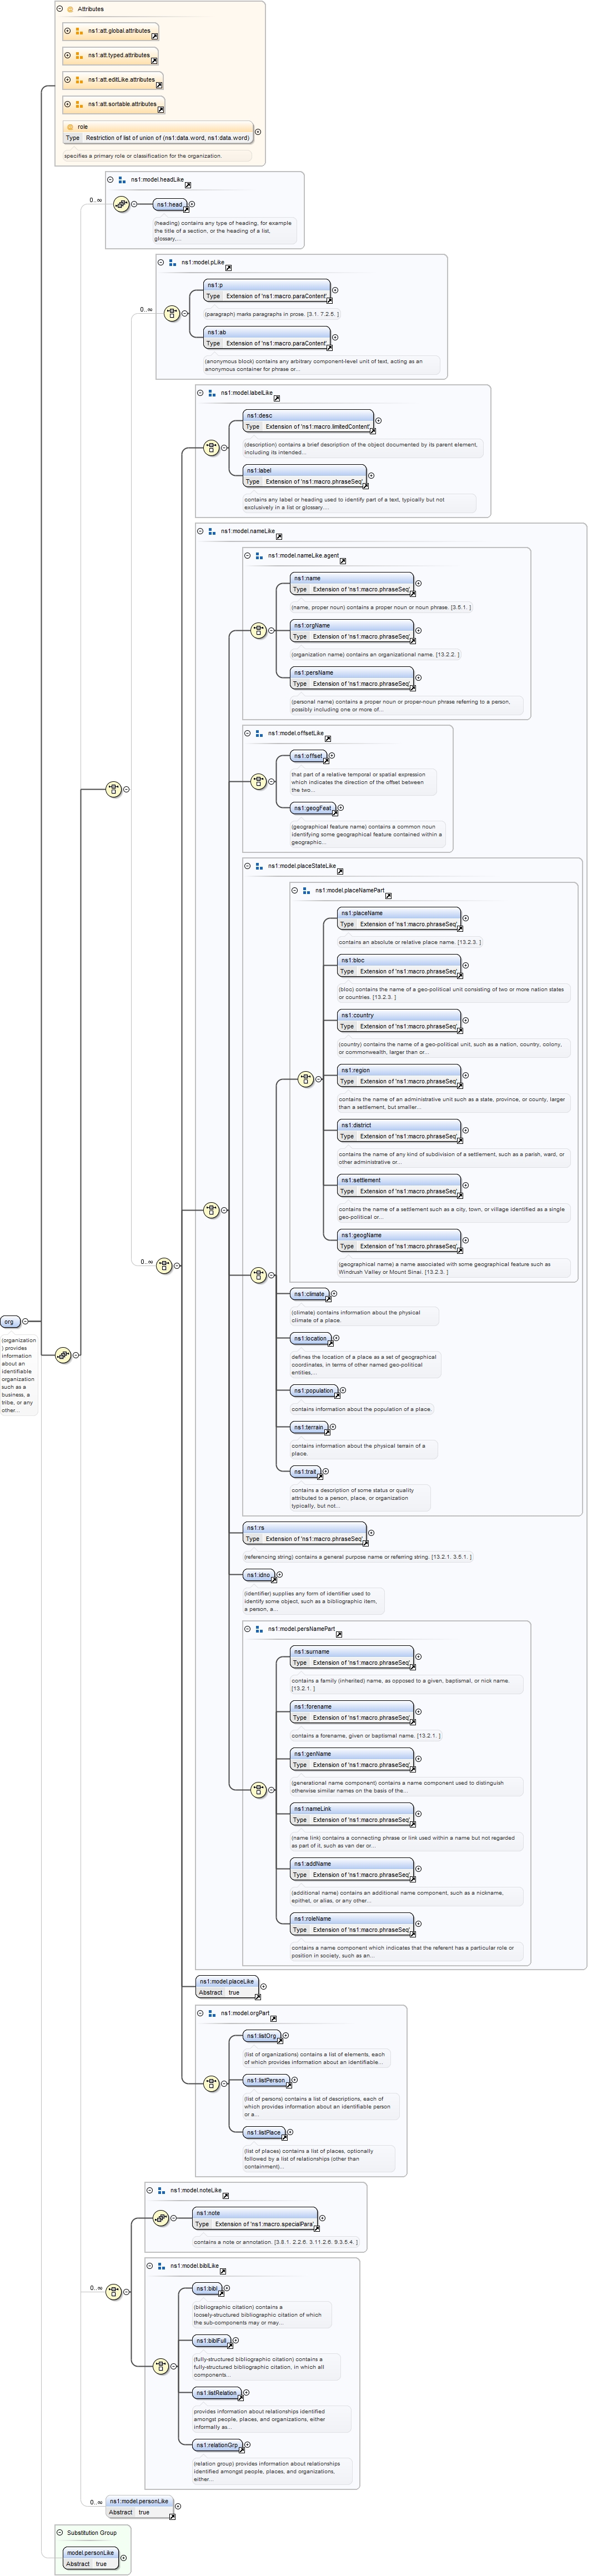 Attributes
ns1:att.global.attributes
ns1:att.typed.attributes
ns1:att.editLike.attributes
ns1:att.sortable.attributes
role
Type Restriction of list of union of (ns1:data.word, ns1:data.word)
specifies a primary role or classification for the organization.
ns1:model.headLike
0..∞
ns1:head
(heading) contains any type of heading, for example
the title of a section, or the heading of a list,
glossary,...
ns1:model.pLike
0..∞
ns1:p
Type Extension of 'ns1:macro.paraContent'
(paragraph) marks paragraphs in prose. [3.1. 7.2.5. ]
ns1:ab
Type Extension of 'ns1:macro.paraContent'
(anonymous block) contains any arbitrary component-level unit of text, acting as
an anonymous container for phrase or...
ns1:model.labelLike
ns1:desc
Type Extension of 'ns1:macro.limitedContent'
(description) contains a brief description of the object documented by its parent element,
including its intended...
ns1:label
Type Extension of 'ns1:macro.phraseSeq'
contains any label or heading used to identify part of a text, typically but not
exclusively in a list or glossary....
ns1:model.nameLike
ns1:model.nameLike.agent
ns1:name
Type Extension of 'ns1:macro.phraseSeq'
(name, proper noun) contains a proper noun or noun phrase. [3.5.1. ]
ns1:orgName
Type Extension of 'ns1:macro.phraseSeq'
(organization name) contains an organizational name. [13.2.2. ]
ns1:persName
Type Extension of 'ns1:macro.phraseSeq'
(personal name) contains a proper noun or proper-noun phrase referring to a person,
possibly including one or more of...
ns1:model.offsetLike
ns1:offset
that part of a relative temporal or spatial expression
which indicates the direction of the offset between
the two...
ns1:geogFeat
(geographical feature name) contains a common noun
identifying some geographical feature contained within a
geographic...
ns1:model.placeStateLike
ns1:model.placeNamePart
ns1:placeName
Type Extension of 'ns1:macro.phraseSeq'
contains an absolute or relative place name. [13.2.3. ]
ns1:bloc
Type Extension of 'ns1:macro.phraseSeq'
(bloc) contains the name of a geo-political unit consisting of two or more nation states
or countries. [13.2.3. ]
ns1:country
Type Extension of 'ns1:macro.phraseSeq'
(country) contains the name of a geo-political unit, such as a nation, country, colony,
or commonwealth, larger than or...
ns1:region
Type Extension of 'ns1:macro.phraseSeq'
contains the name of an administrative unit such as a state, province, or county, larger
than a settlement, but smaller...
ns1:district
Type Extension of 'ns1:macro.phraseSeq'
contains the name of any kind of subdivision of a settlement, such as a parish, ward, or
other administrative or...
ns1:settlement
Type Extension of 'ns1:macro.phraseSeq'
contains the name of a settlement such as a city, town, or village identified as a single
geo-political or...
ns1:geogName
Type Extension of 'ns1:macro.phraseSeq'
(geographical name) a name associated with some geographical feature such as
Windrush Valley or Mount Sinai. [13.2.3. ]
0..∞
ns1:climate
(climate) contains information about the physical
climate of a place.
org
(organization
) provides
information
about an
identifiable
organization
such as a
business, a
tribe, or any
other...
ns1:location
defines the location of a place as a set of geographical
coordinates, in terms of other named geo-political
entities,...
ns1:population
contains information about the population of a place.
ns1:terrain
contains information about the physical terrain of a
place.
ns1:trait
contains a description of some status or quality
attributed to a person, place, or organization
typically, but not...
ns1:rs
Type Extension of 'ns1:macro.phraseSeq'
(referencing string) contains a general purpose name or referring string. [13.2.1. 3.5.1. ]
ns1:idno
(identifier) supplies any form of identifier used to
identify some object, such as a bibliographic item,
a person, a...
ns1:model.persNamePart
ns1:surname
Type Extension of 'ns1:macro.phraseSeq'
contains a family (inherited) name, as opposed to a given, baptismal, or nick name.
[13.2.1. ]
ns1:forename
Type Extension of 'ns1:macro.phraseSeq'
contains a forename, given or baptismal name. [13.2.1. ]
ns1:genName
Type Extension of 'ns1:macro.phraseSeq'
(generational name component) contains a name component used to distinguish
otherwise similar names on the basis of the...
ns1:nameLink
Type Extension of 'ns1:macro.phraseSeq'
(name link) contains a connecting phrase or link used within a name but not regarded
as part of it, such as van der or...
ns1:addName
Type Extension of 'ns1:macro.phraseSeq'
(additional name) contains an additional name component, such as a nickname,
epithet, or alias, or any other...
ns1:roleName
Type Extension of 'ns1:macro.phraseSeq'
contains a name component which indicates that the referent has a particular role or
position in society, such as an...
ns1:model.placeLike
Abstract true
ns1:model.orgPart
ns1:listOrg
(list of organizations) contains a list of elements, each
of which provides information about an identifiable...
ns1:listPerson
(list of persons) contains a list of descriptions, each of
which provides information about an identifiable person
or a...
ns1:listPlace
(list of places) contains a list of places, optionally
followed by a list of relationships (other than
containment)...
ns1:model.noteLike
ns1:note
Type Extension of 'ns1:macro.specialPara'
contains a note or annotation. [3.8.1. 2.2.6. 3.11.2.6. 9.3.5.4. ]
ns1:model.biblLike
0..∞
ns1:bibl
(bibliographic citation) contains a
loosely-structured bibliographic citation of which
the sub-components may or may...
ns1:biblFull
(fully-structured bibliographic citation) contains a
fully-structured bibliographic citation, in which all
components...
ns1:listRelation
provides information about relationships identified
amongst people, places, and organizations, either
informally as...
ns1:relationGrp
(relation group) provides information about relationships
identified amongst people, places, and organizations,
either...
0..∞
ns1:model.personLike
Abstract true
Substitution Group
model.personLike
Abstract true